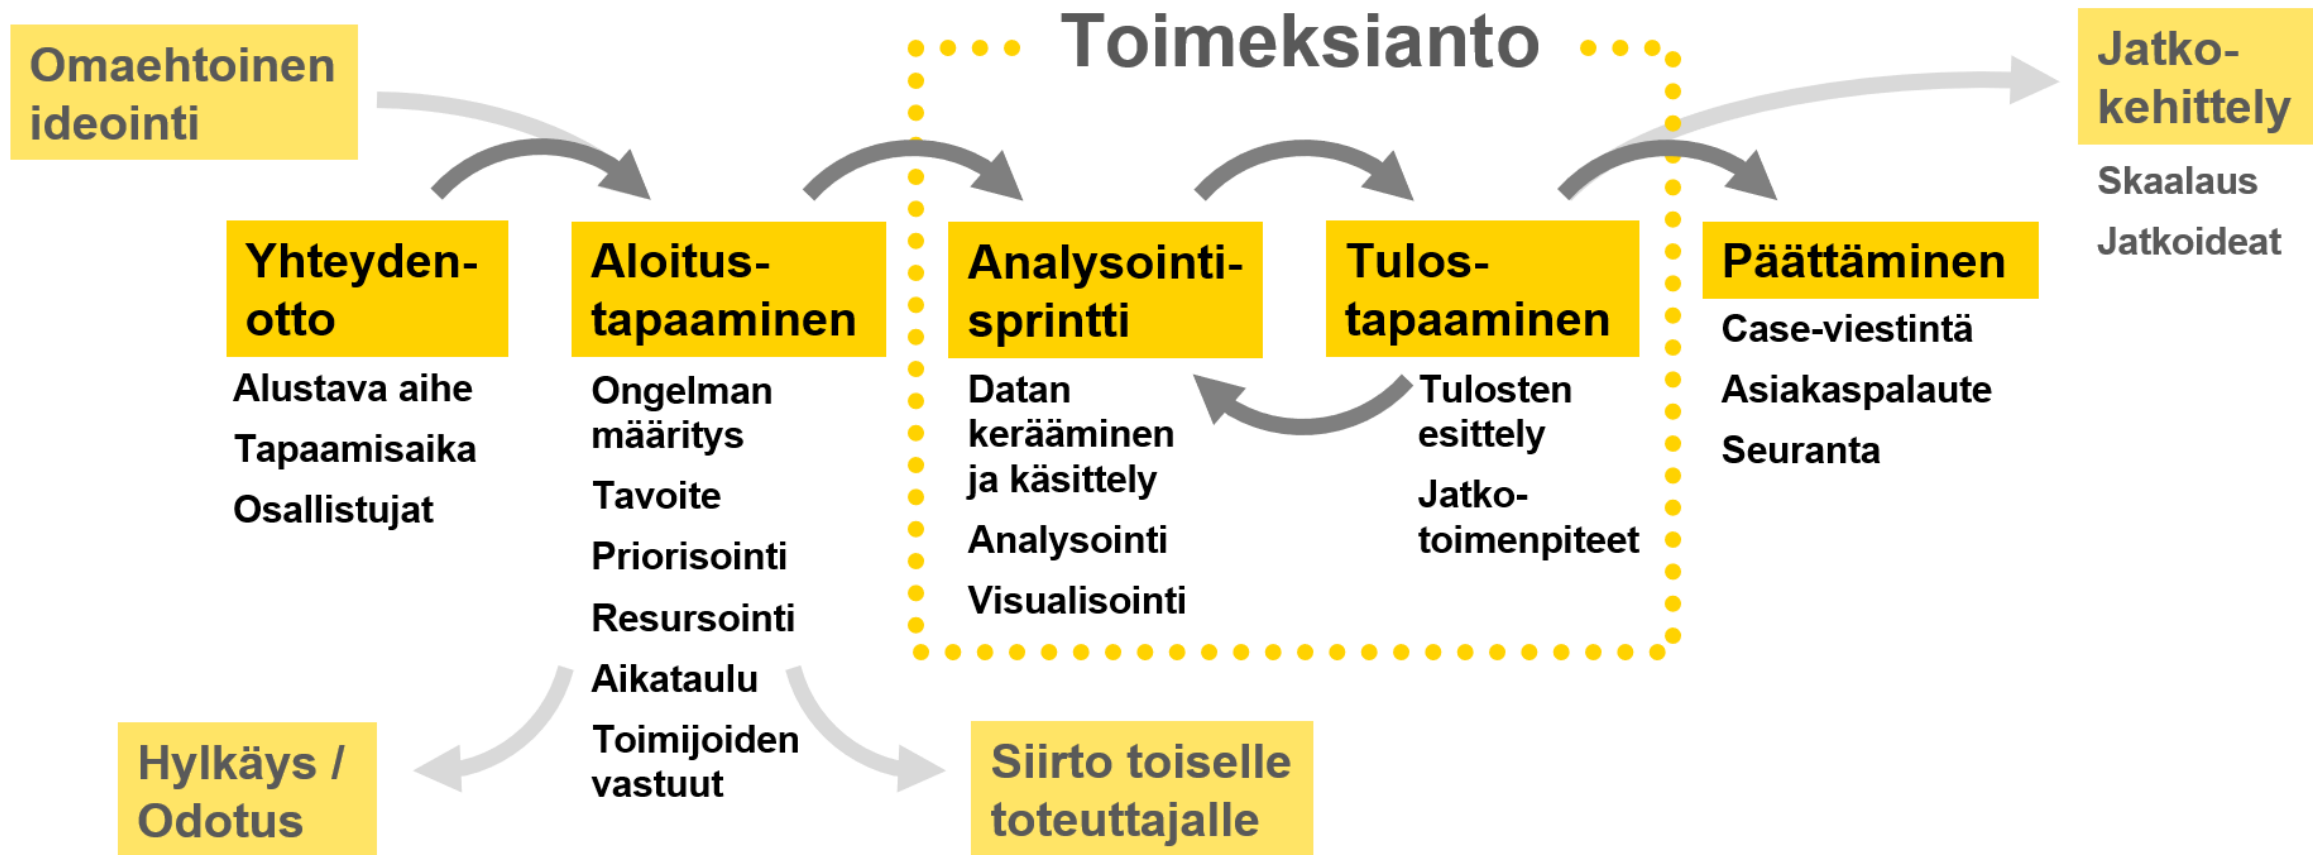 Toimeksianto
Omaehtoinen
ideointi
Yhteyden-
otto
Alustava aihe
Tapaamisaika
Osallistujat
Aloitus-
tapaaminen
Ongelman
määritys
Tavoite
Priorisointi
Resursointi
Aikataulu
Toimijoiden
vastuut
Hylkäys /
Odotus
Siirto toiselle
toteuttajalle
Analysointi-
sprintti
Datan
kerääminen
ja käsittely
Analysointi
Visualisointi
Tulos-
tapaaminen
Tulosten
esittely
Jatko-
toimenpiteet
Päättäminen
Case-viestintä
Asiakaspalaute
Seuranta
Jatko-
kehittely
Skaalaus
Jatkoideat